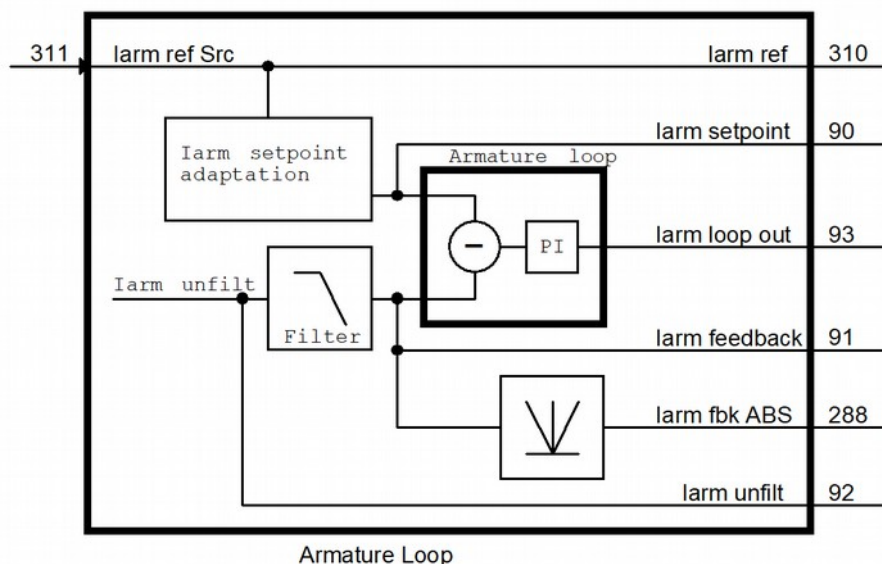 311
Iarm ref Src
Iarm ref
310
Iarm setpoint
90
Iarm setpoint
adaptation
Armature loop
PI
Iarm loop out
93
Iarm unfilt
Filter
Iarm feedback
91
Iarm fbk ABS
288
Iarm unfilt
92
Armature Loop